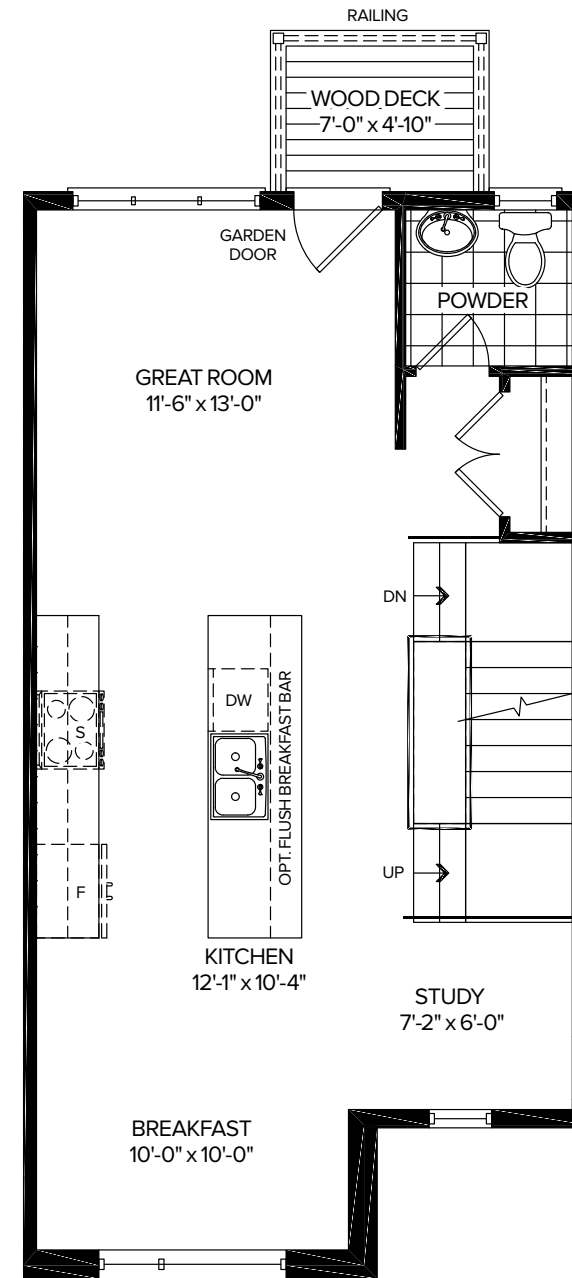 RAILING
WOOD DECK
7'-0" x 4'-10"
GARDEN
DOOR
POWDER
GREAT ROOM
11'-6" x 13'-0"
DN
DW
S
OPT. FLUSH BREAKFAST BAR
UP
F
KITCHEN
12'-1" x 10'-4"
STUDY
7'-2" x 6'-0"
BREAKFAST
10'-0" x 10'-0"